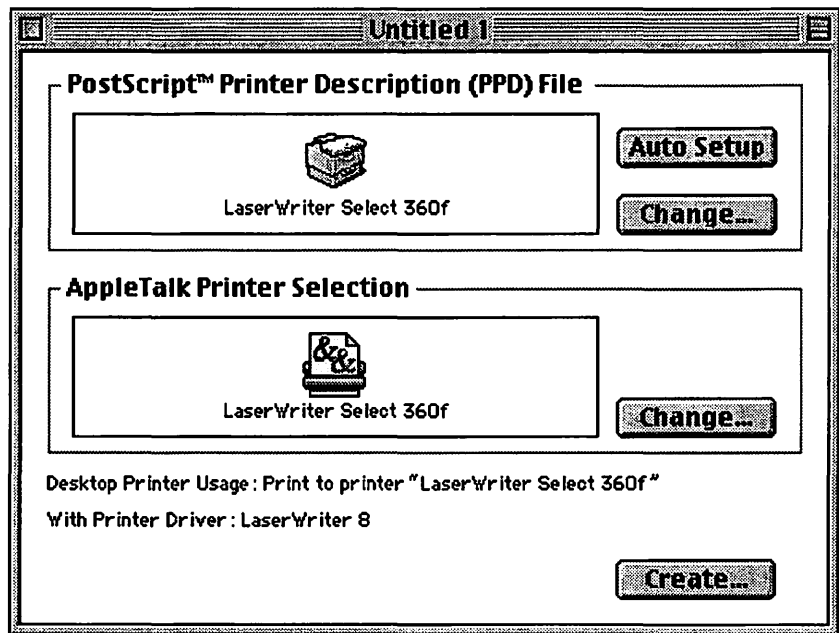 Untitled 1
PostScript™ Printer Description (PPD) File
LaserWriter Select 360f
Auto Setup
Change...
AppleTalk Printer Selection
&&
LaserWriter Select 360f
Change...
Desktop Printer Usage : Print to printer "LaserWriter Select 360f"
With Printer Driver : LaserWriter 8
Create...